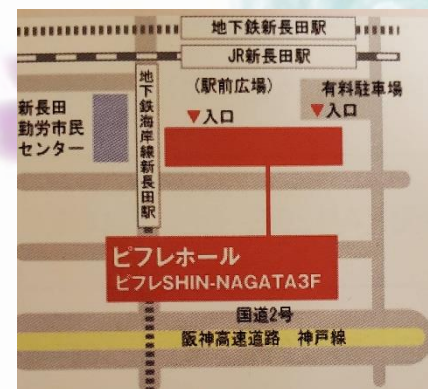 地下鉄新長田駅
JR新長田駅
(駅前広場)
有料駐車場
▼入口
▼入口
新長田
勤労市民
センター
地下鉄海岸線新長田駅
ピフレホール
ピフレSHIN-NAGATA3F
国道2号
阪神高速道路 神戸線